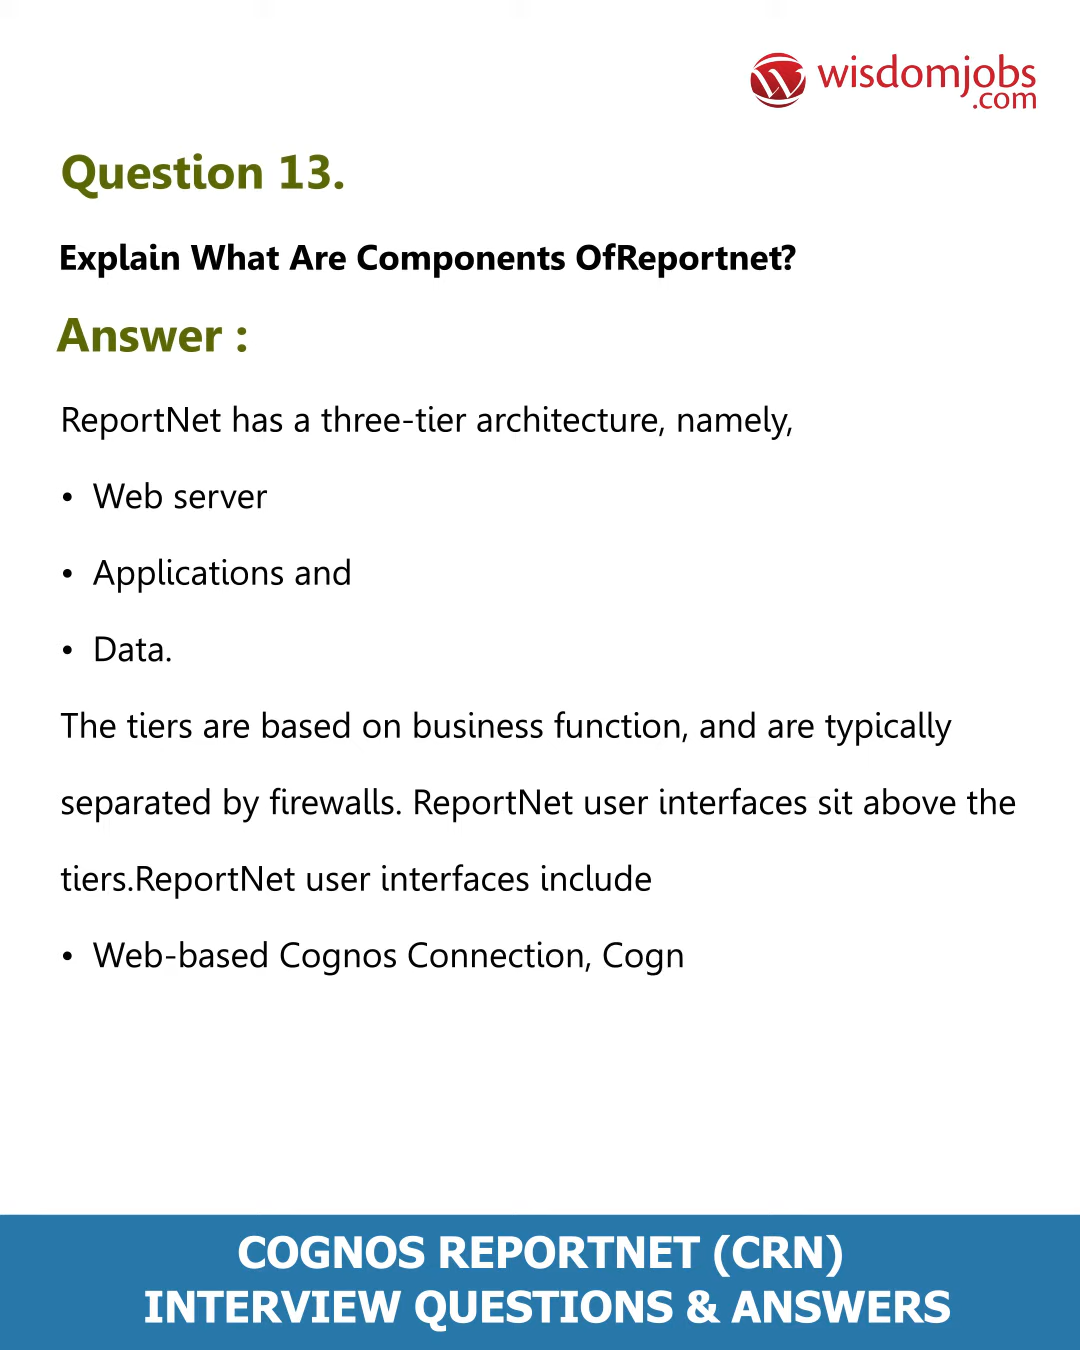 wisdomjobs
.com
Question 13.
Explain What Are Components OfReportnet?
Answer :
ReportNet has a three-tier architecture, namely,
• Web server
• Applications and
• Data.
The tiers are based on business function, and are typically
separated by firewalls. ReportNet user interfaces sit above the
tiers.ReportNet user interfaces include
• Web-based Cognos Connection, Cogn
COGNOS REPORTNET (CRN)
INTERVIEW QUESTIONS & ANSWERS